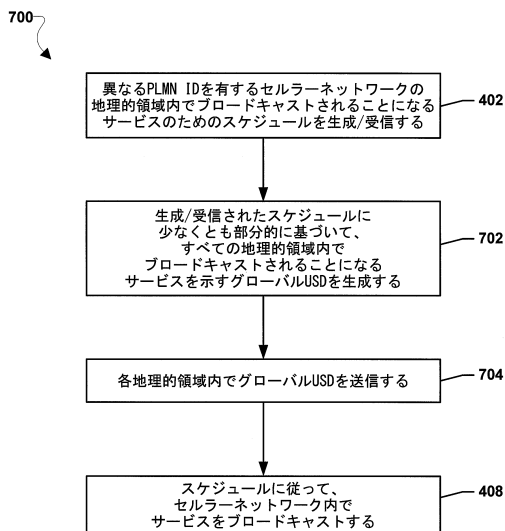 700
異なるPLMN IDを有するセルラーネットワークの
地理的領域内でブロードキャストされることになる
サービスのためのスケジュールを生成/受信する
402
生成/受信されたスケジュールに
少なくとも部分的に基づいて、
すべての地理的領域内で
ブロードキャストされることになる
サービスを示すグローバルUSDを生成する
702
各地理的領域内でグローバルUSDを送信する
704
スケジュールに従って、
セルラーネットワーク内で
サービスをブロードキャストする
408